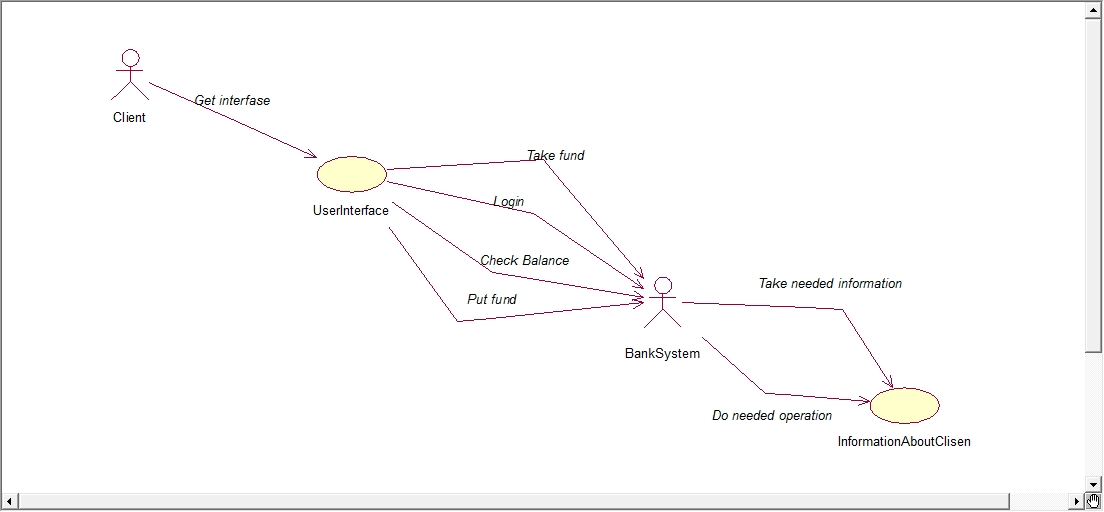 Get interfase
Client
Take fund
UserInterface
Login
Check Balance
Put fund
Take needed information
BankSystem
Do needed operation
InformationAboutClisen